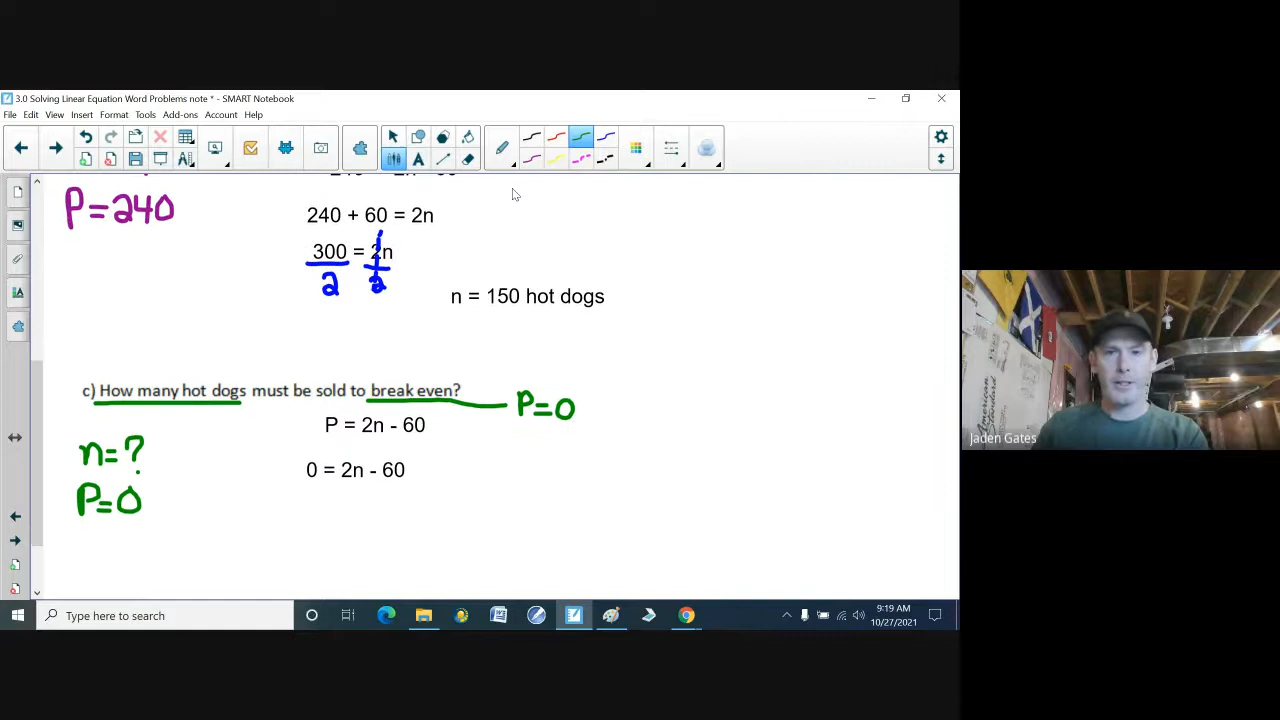 3.0 Solving Linear Equation Word Problems note * - SMART Notebook
File Edit View Insert Format Tools Add-ons Account Help
P=240
240 + 60 = 2n
300 = 2n
2 2
n = 150 hot dogs
c) How many hot dogs must be sold to break even?
P=0
P = 2n - 60
n=?
0 = 2n - 60
P=0
AMERICAN
Standard
Jaden Gates
Type here to search
9:19 AM
10/27/2021